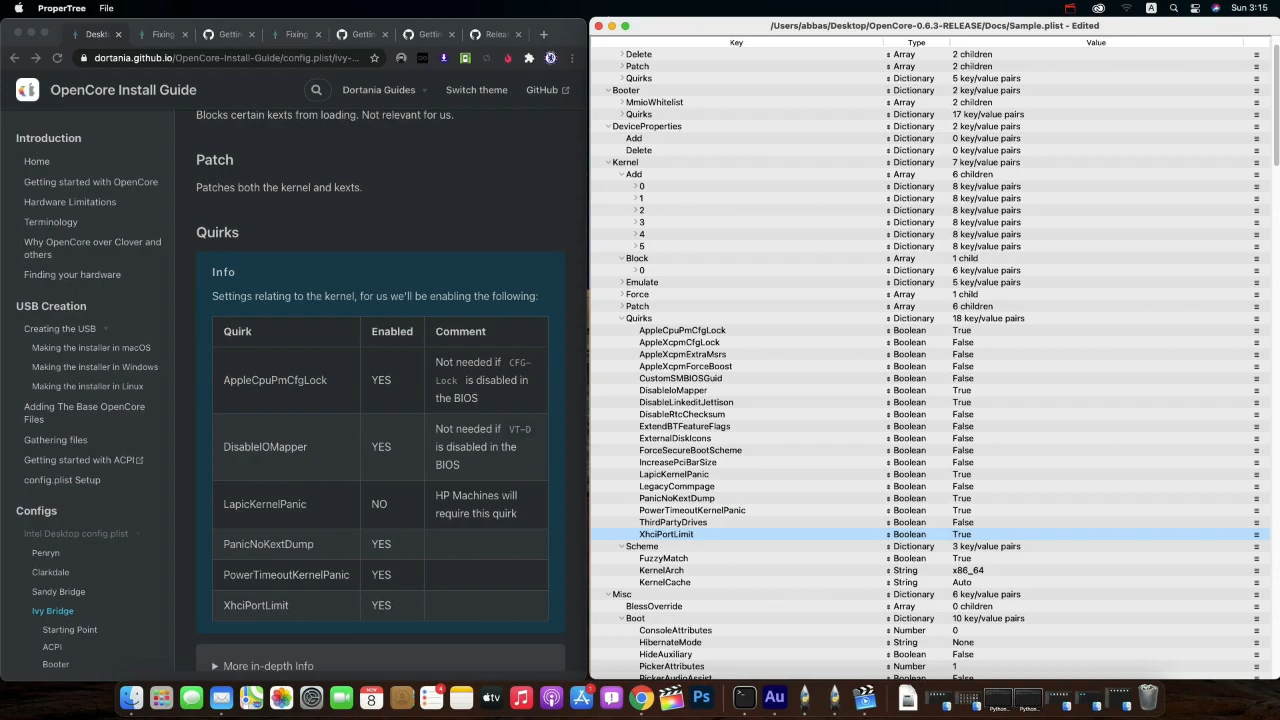 ProperTree File
A
Sun 3:15
Deskto
Fixing
Gettin
Fixing
Gettin
Gettin
Releas
dortania.github.io/OpenCore-Install-Guide/config.plist/ivy-...
OpenCore Install Guide
Dortania Guides
Switch theme
GitHub
Introduction
Home
Getting started with OpenCore
Hardware Limitations
Terminology
Why OpenCore over Clover and
others
Finding your hardware
USB Creation
Creating the USB
Making the installer in macOS
Making the installer in Windows
Making the installer in Linux
Adding The Base OpenCore
Files
Gathering files
Getting started with ACPI
config.plist Setup
Configs
Intel Desktop config.plist
Penryn
Clarkdale
Sandy Bridge
Ivy Bridge
Starting Point
ACPI
Booter
Blocks certain kexts from loading. Not relevant for us.
Patch
Patches both the kernel and kexts.
Quirks
Info
Settings relating to the kernel, for us we'll be enabling the following:
Quirk Enabled Comment
AppleCpuPmCfgLock YES Not needed if CFG-
Lock is disabled in
the BIOS
DisableIOMapper YES Not needed if VT-D
is disabled in the
BIOS
LapicKernelPanic NO HP Machines will
require this quirk
PanicNoKextDump YES
PowerTimeoutKernelPanic YES
XhciPortLimit YES
More in-depth Info
/Users/abbas/Desktop/OpenCore-0.6.3-RELEASE/Docs/Sample.plist - Edited
Key Type Value
Delete Array 2 children
Patch Array 2 children
Quirks Dictionary 5 key/value pairs
Booter Dictionary 2 key/value pairs
MmioWhitelist Array 2 children
Quirks Dictionary 17 key/value pairs
DeviceProperties Dictionary 2 key/value pairs
Add Dictionary 0 key/value pairs
Delete Dictionary 0 key/value pairs
Kernel Dictionary 7 key/value pairs
Add Array 6 children
0 Dictionary 8 key/value pairs
1 Dictionary 8 key/value pairs
2 Dictionary 8 key/value pairs
3 Dictionary 8 key/value pairs
4 Dictionary 8 key/value pairs
5 Dictionary 8 key/value pairs
Block Array 1 child
0 Dictionary 6 key/value pairs
Emulate Dictionary 5 key/value pairs
Force Array 1 child
Patch Array 6 children
Quirks Dictionary 18 key/value pairs
AppleCpuPmCfgLock Boolean True
AppleXcpmCfgLock Boolean False
AppleXcpmExtraMsrs Boolean False
AppleXcpmForceBoost Boolean False
CustomSMBIOSGuid Boolean False
DisableIoMapper Boolean True
DisableLinkeditJettison Boolean True
DisableRtcChecksum Boolean False
ExtendBTFeatureFlags Boolean False
ExternalDiskIcons Boolean False
ForceSecureBootScheme Boolean False
IncreasePciBarSize Boolean False
LapicKernelPanic Boolean True
LegacyCommpage Boolean False
PanicNoKextDump Boolean True
PowerTimeoutKernelPanic Boolean True
ThirdPartyDrives Boolean False
XhciPortLimit Boolean True
Scheme Dictionary 3 key/value pairs
FuzzyMatch Boolean True
KernelArch String x86_64
KernelCache String Auto
Misc Dictionary 6 key/value pairs
BlessOverride Array 0 children
Boot Dictionary 10 key/value pairs
ConsoleAttributes Number 0
HibernateMode String None
HideAuxiliary Boolean False
PickerAttributes Number 1
PickerAudioAssist Boolean False
NOV
8
4
tv
1
Ps
Au
Python...
Python...